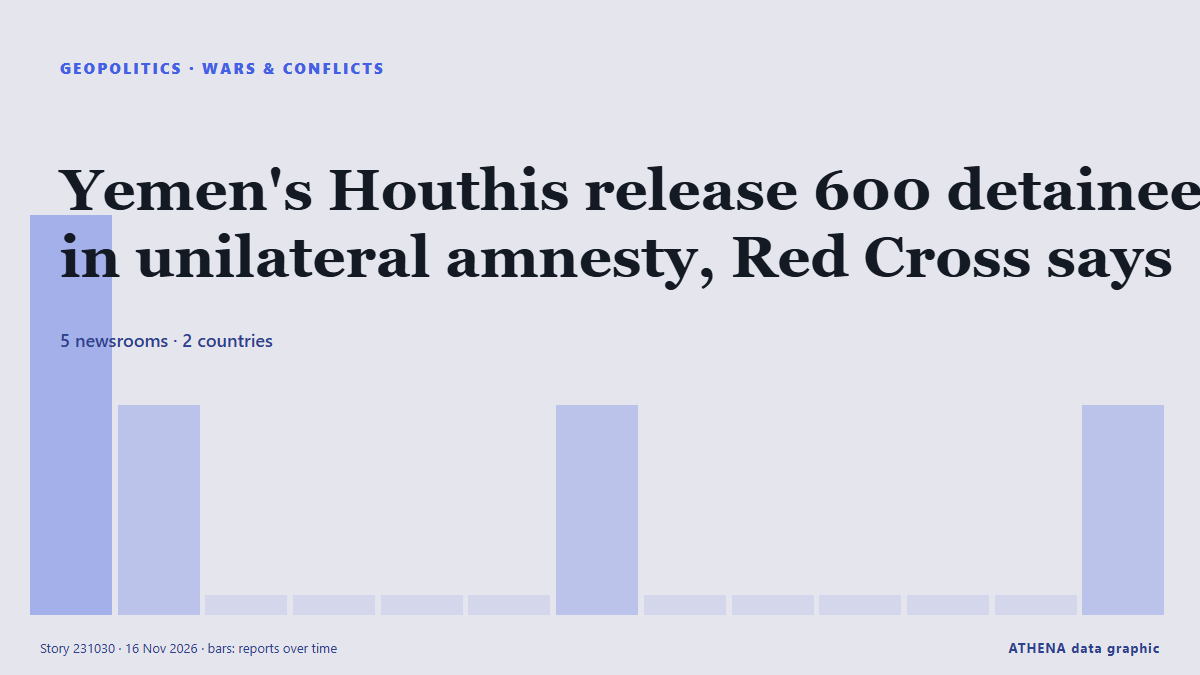 GEOPOLITICS · WARS & CONFLICTS
Yemen's Houthis release 600 detainee
in unilateral amnesty, Red Cross says
5 newsrooms · 2 countries
Story 231030 · 16 Nov 2026 · bars: reports over time
ATHENA data graphic